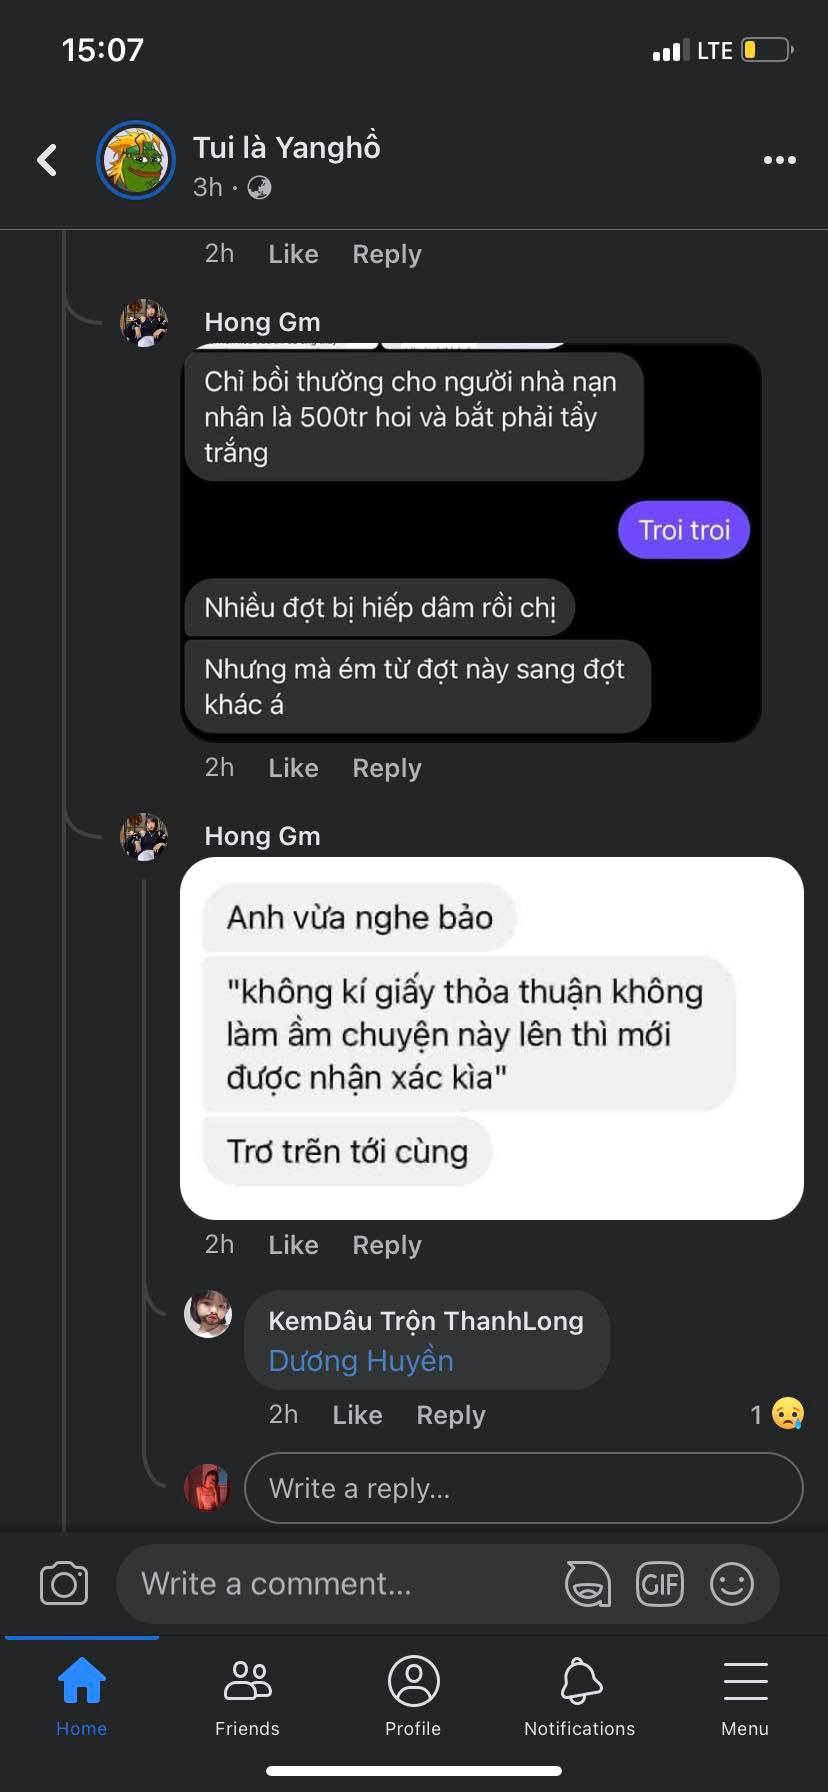 15:07
LTE
Tui là Yanghồ
3h ·
2h Like Reply
Hong Gm
Chỉ bồi thường cho người nhà nạn
nhân là 500tr hoi và bắt phải tẩy
trắng
Troi troi
Nhiều đợt bị hiếp dâm rồi chị
Nhưng mà ém từ đợt này sang đợt
khác á
2h Like Reply
Hong Gm
Anh vừa nghe bảo
"không kí giấy thỏa thuận không
làm ầm chuyện này lên thì mới
được nhận xác kìa"
Trơ trẽn tới cùng
2h Like Reply
KemDâu Trộn ThanhLong
Dương Huyền
2h Like Reply 1
Write a reply...
Write a comment...
GIF
Home Friends Profile Notifications Menu